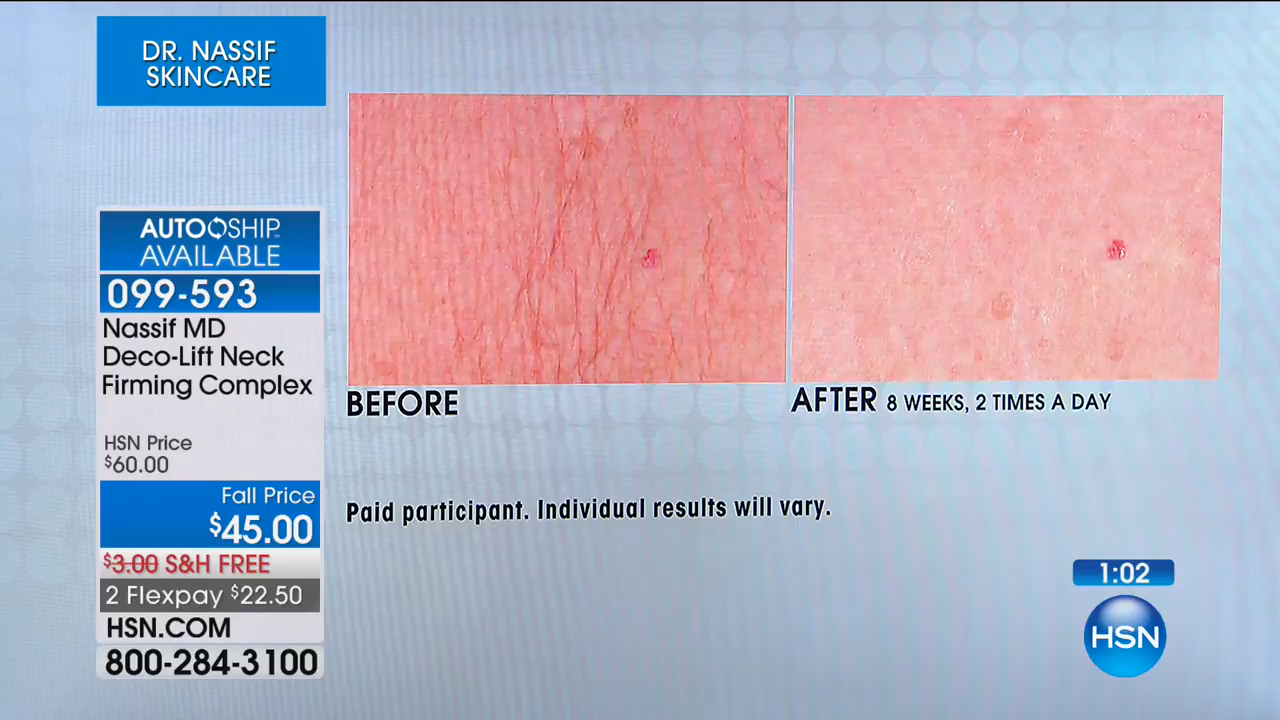 DR. NASSIF
SKINCARE
AUTO SHIP
AVAILABLE
099-593
Nassif MD
Deco-Lift Neck
Firming Complex
HSN Price
$60.00
Fall Price
$45.00
$3.00 S&H FREE
2 Flexpay $22.50
HSN.COM
800-284-3100
BEFORE
AFTER 8 WEEKS, 2 TIMES A DAY
Paid participant. Individual results will vary.
1:02
HSN